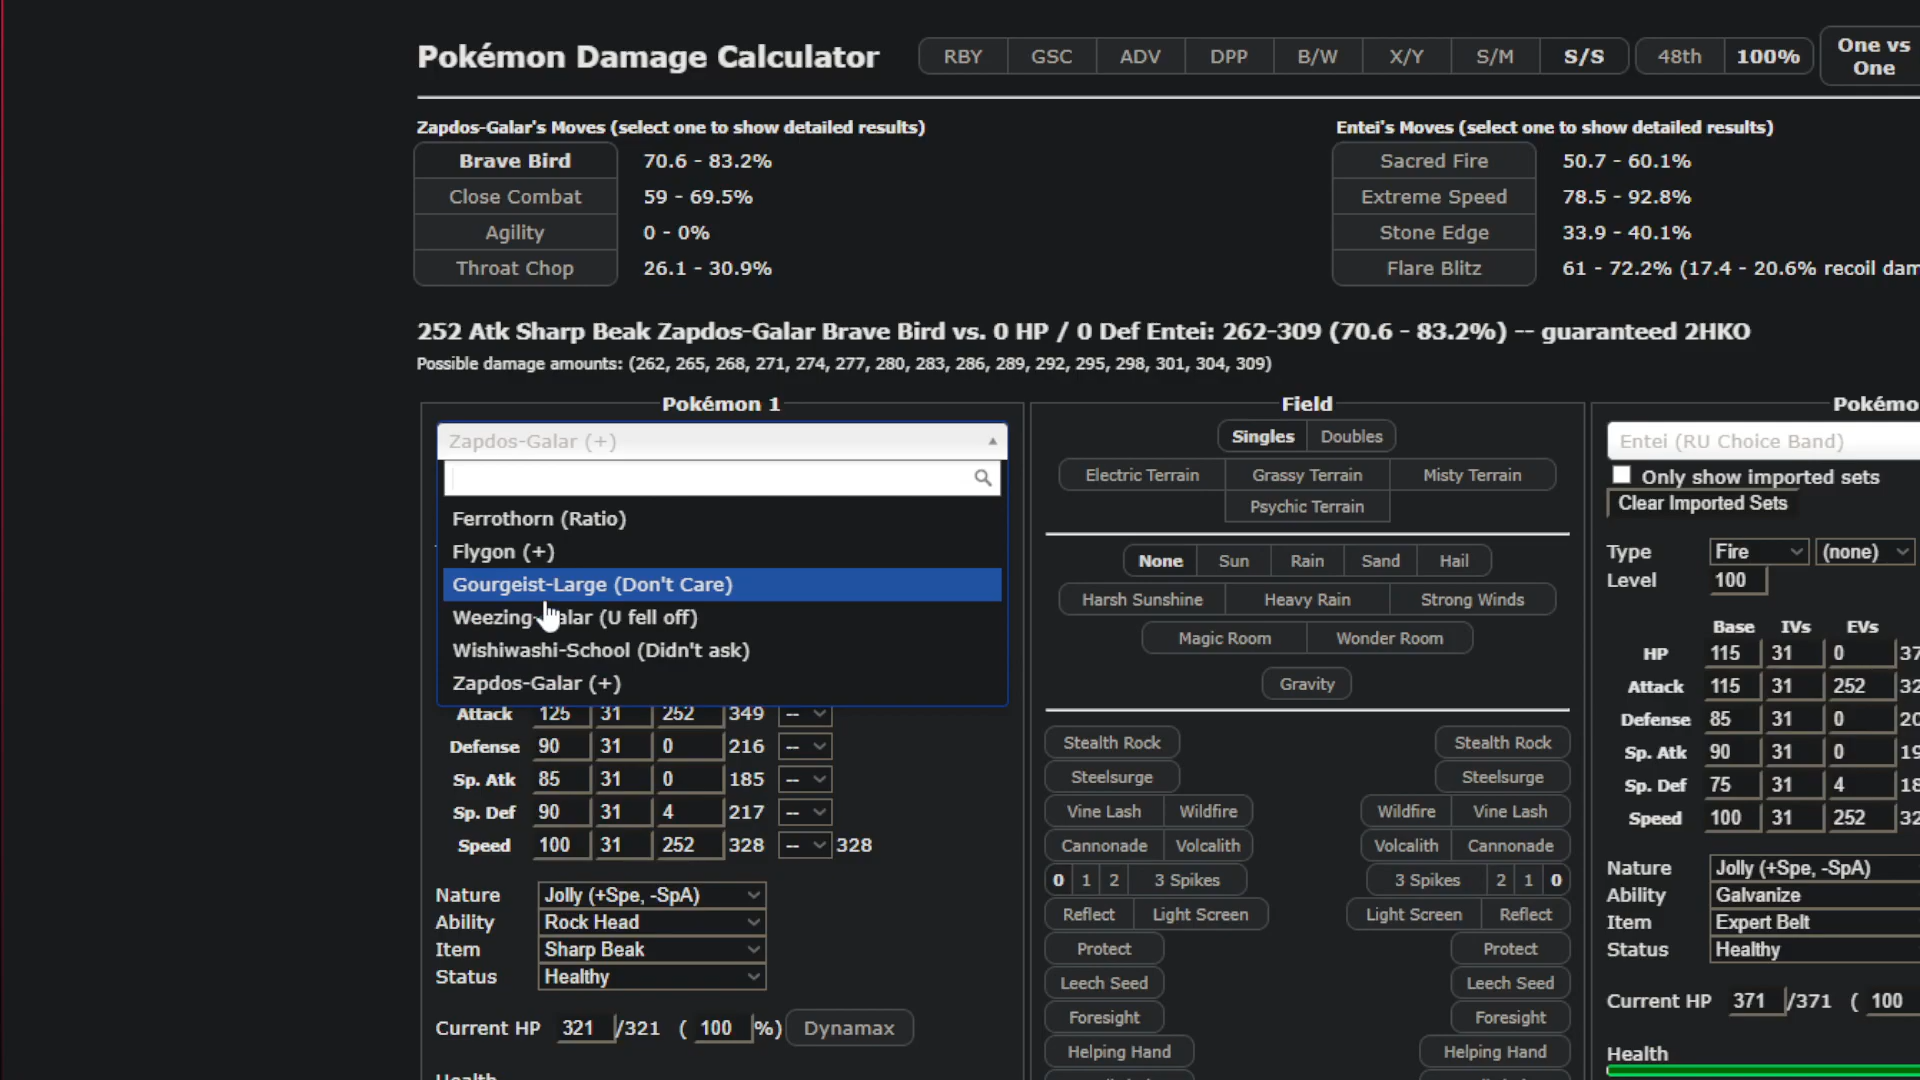 Pokémon Damage Calculator
RBY GSC ADV DPP B/W X/Y S/M S/S 48th 100% One vs One
Zapdos-Galar's Moves (select one to show detailed results)
Brave Bird 70.6 - 83.2%
Close Combat 59 - 69.5%
Agility 0 - 0%
Throat Chop 26.1 - 30.9%
Entei's Moves (select one to show detailed results)
Sacred Fire 50.7 - 60.1%
Extreme Speed 78.5 - 92.8%
Stone Edge 33.9 - 40.1%
Flare Blitz 61 - 72.2% (17.4 - 20.6% recoil dam
252 Atk Sharp Beak Zapdos-Galar Brave Bird vs. 0 HP / 0 Def Entei: 262-309 (70.6 - 83.2%) -- guaranteed 2HKO
Possible damage amounts: (262, 265, 268, 271, 274, 277, 280, 283, 286, 289, 292, 295, 298, 301, 304, 309)
Pokémon 1
Zapdos-Galar (+)
Ferrothorn (Ratio)
Flygon (+)
Gourgeist-Large (Don't Care)
(U fell off)
Wishiwashi-School (Didn't ask)
Zapdos-Galar (+)
Attack 125 31 252 349 --
Defense 90 31 0 216 --
Sp. Atk 85 31 0 185 --
Sp. Def 90 31 4 217 --
Speed 100 31 252 328 -- 328
Nature Jolly (+Spe, -SpA)
Ability Rock Head
Item Sharp Beak
Status Healthy
Current HP 321 /321 ( 100 %) Dynamax
Field
Singles Doubles
Electric Terrain Grassy Terrain Misty Terrain
Psychic Terrain
None Sun Rain Sand Hail
Harsh Sunshine Heavy Rain Strong Winds
Magic Room Wonder Room
Gravity
Stealth Rock Stealth Rock
Steelsurge Steelsurge
Vine Lash Wildfire Wildfire Vine Lash
Cannonade Volcalith Volcalith Cannonade
0 1 2 3 Spikes 3 Spikes 2 1 0
Reflect Light Screen Light Screen Reflect
Protect Protect
Leech Seed Leech Seed
Foresight Foresight
Helping Hand Helping Hand
Pokémo
Entei (RU Choice Band)
Only show imported sets
Clear Imported Sets
Type Fire (none)
Level 100
Base IVs EVs
HP 115 31 0 37
Attack 115 31 252 32
Defense 85 31 0 20
Sp. Atk 90 31 0 19
Sp. Def 75 31 4 18
Speed 100 31 252 32
Nature Jolly (+Spe, -SpA)
Ability Galvanize
Item Expert Belt
Status Healthy
Current HP 371 /371 ( 100
Health